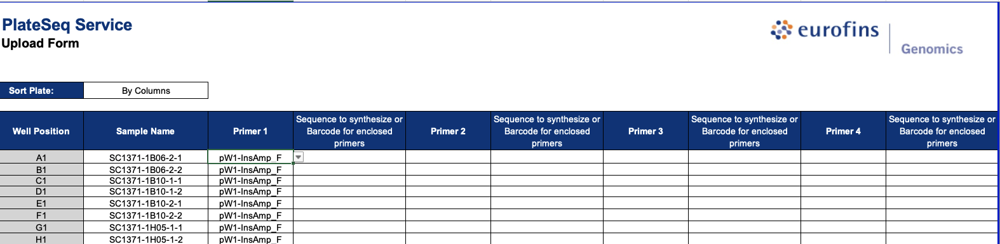 PlateSeq Service
Upload Form
eurofins
Genomics
Sort Plate: By Columns
Well Position Sample Name Primer 1 Sequence to synthesize or Barcode for enclosed primers Primer 2 Sequence to synthesize or Barcode for enclosed primers Primer 3 Sequence to synthesize or Barcode for enclosed primers Primer 4 Sequence to synthesize or Barcode for enclosed primers
A1 SC1371-1B06-2-1 pW1-InsAmp_F
B1 SC1371-1B06-2-2 pW1-InsAmp_F
C1 SC1371-1B10-1-1 pW1-InsAmp_F
D1 SC1371-1B10-1-2 pW1-InsAmp_F
E1 SC1371-1B10-2-1 pW1-InsAmp_F
F1 SC1371-1B10-2-2 pW1-InsAmp_F
G1 SC1371-1H05-1-1 pW1-InsAmp_F
H1 SC1371-1H05-1-2 pW1-InsAmp_F